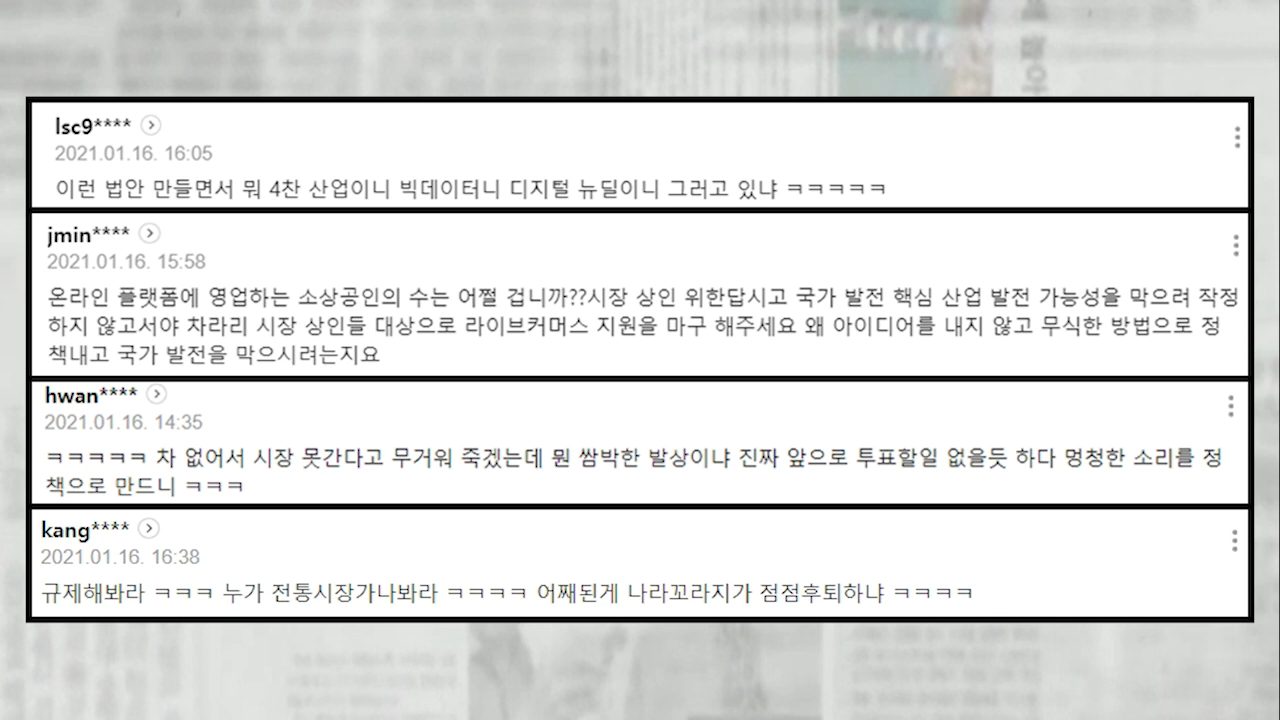 lsc9****
2021.01.16. 16:05
이런 법안 만들면서 뭐 4찬 산업이니 빅데이터니 디지털 뉴딜이니 그러고 있냐 ㅋㅋㅋㅋㅋ
jmin****
2021.01.16. 15:58
온라인 플랫폼에 영업하는 소상공인의 수는 어쩔 겁니까??시장 상인 위한답시고 국가 발전 핵심 산업 발전 가능성을 막으려 작정
하지 않고서야 차라리 시장 상인들 대상으로 라이브커머스 지원을 마구 해주세요 왜 아이디어를 내지 않고 무식한 방법으로 정
책내고 국가 발전을 막으시려는지요
hwan****
2021.01.16. 14:35
ㅋㅋㅋㅋㅋ 차 없어서 시장 못간다고 무거워 죽겠는데 뭔 쌈박한 발상이냐 진짜 앞으로 투표할일 없을듯 하다 멍청한 소리를 정
책으로 만드니 ㅋㅋㅋ
kang****
2021.01.16. 16:38
규제해봐라 ㅋㅋㅋ 누가 전통시장가나봐라 ㅋㅋㅋㅋ 어째된게 나라꼬라지가 점점후퇴하냐 ㅋㅋㅋㅋ